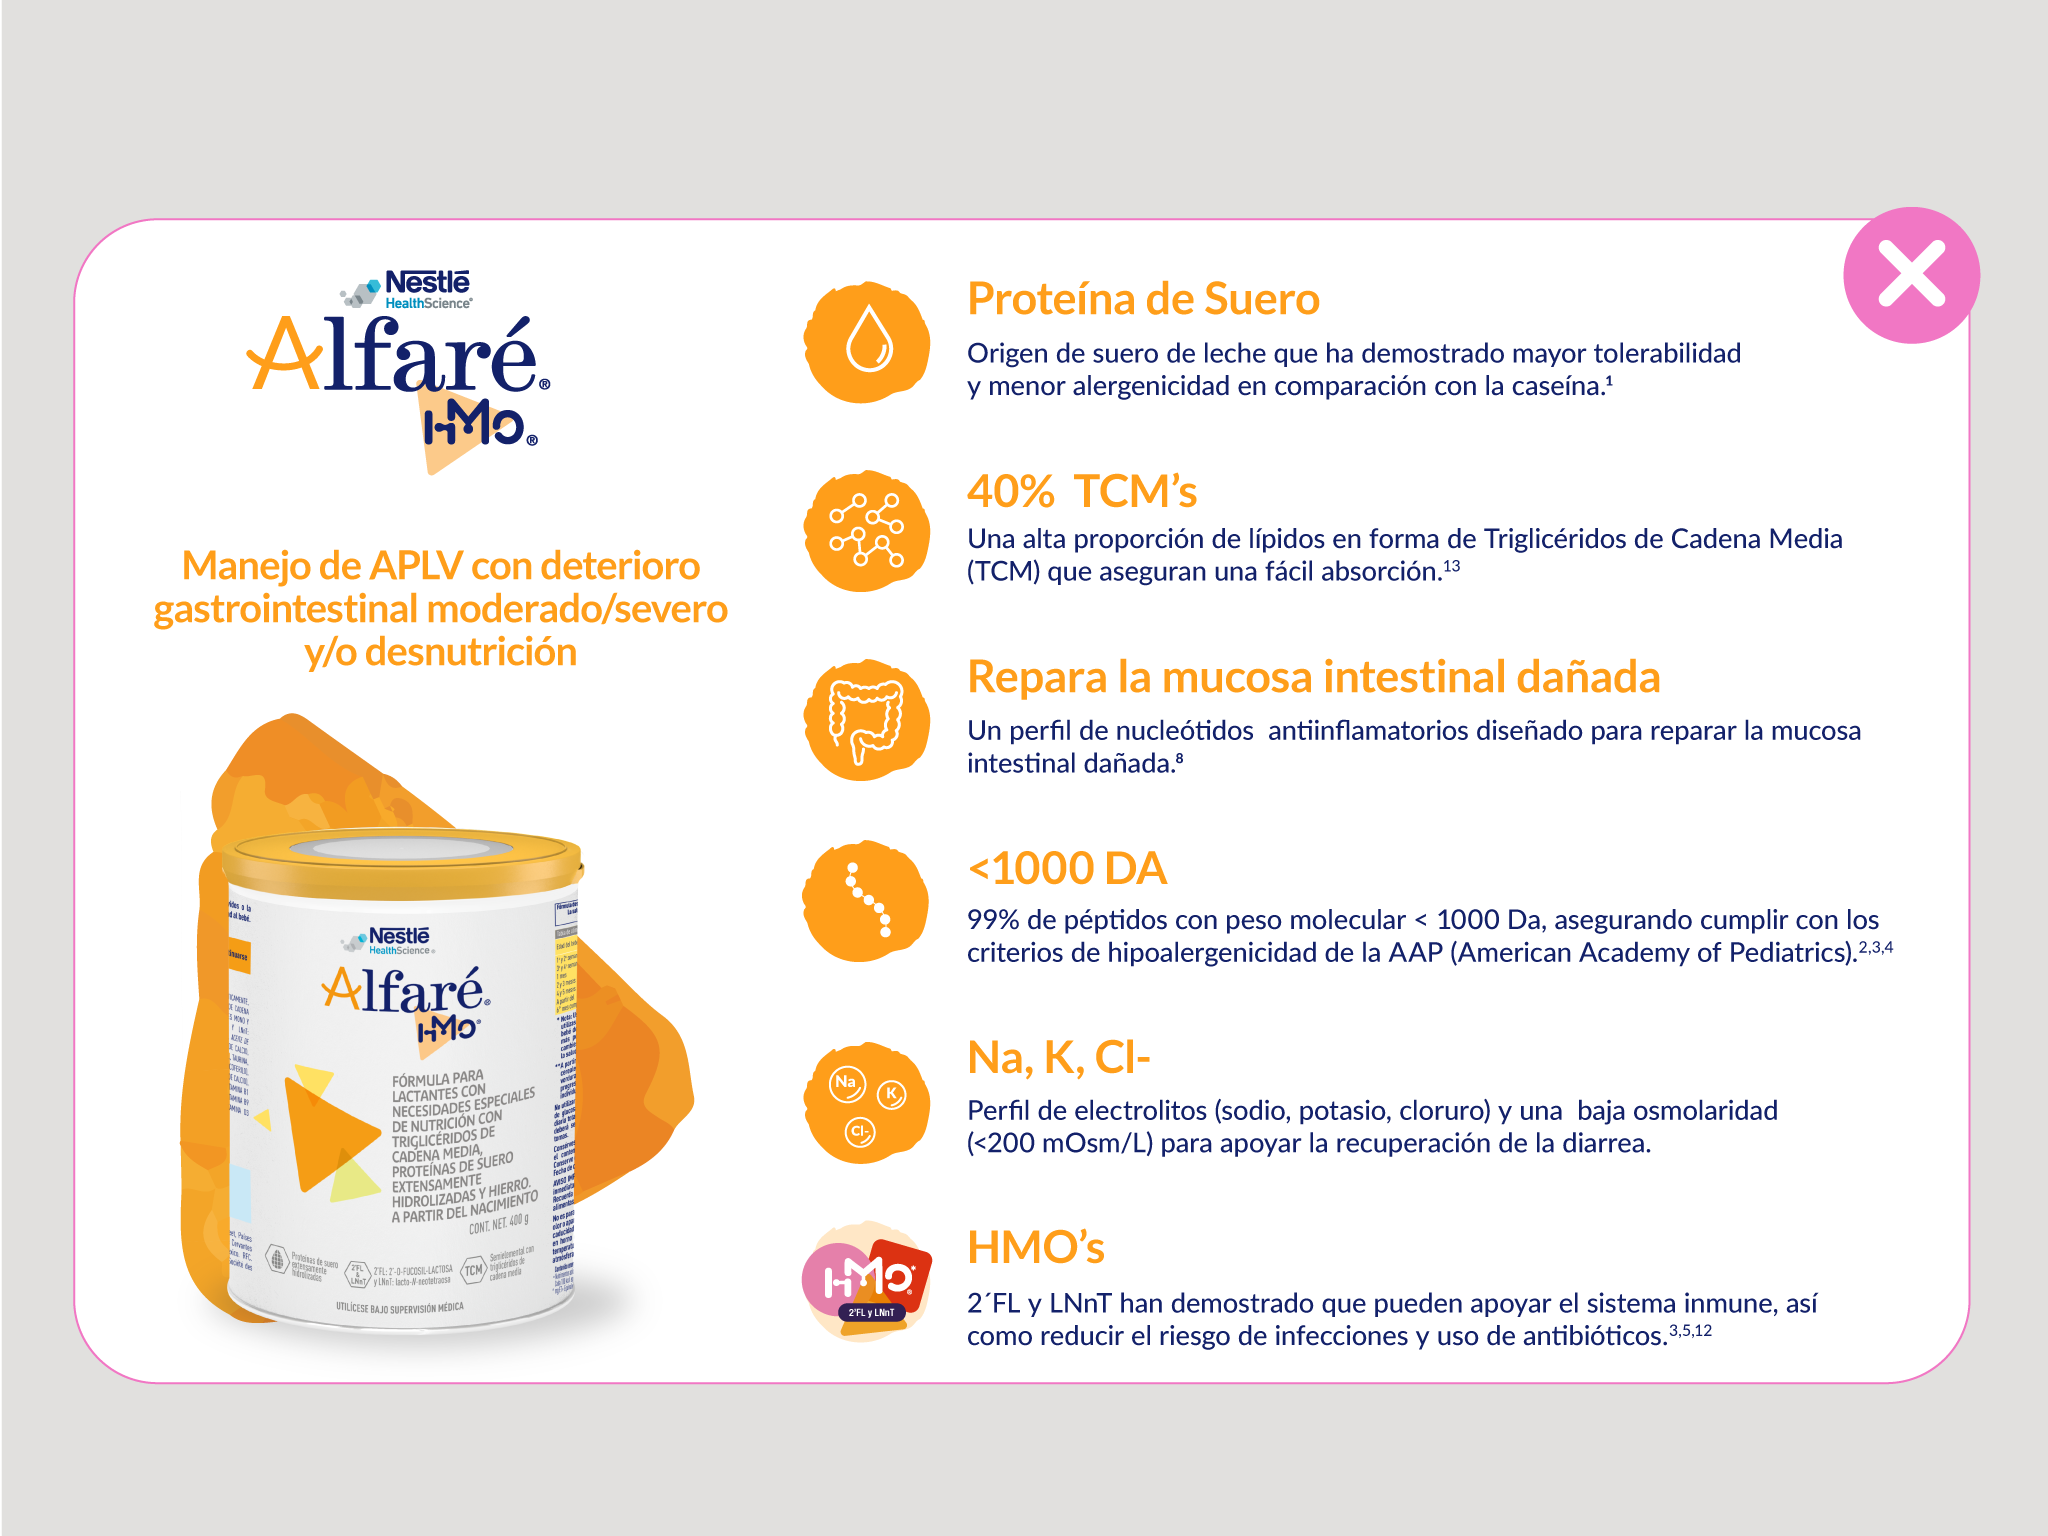 Nestlé
HealthScience®
Alfaré®
HMO®
Manejo de APLV con deterioro
gastrointestinal moderado/severo
y/o desnutrición
Nestlé
HealthScience®
Alfaré®
HMO®
FÓRMULA PARA
LACTANTES CON
NECESIDADES ESPECIALES
DE NUTRICIÓN CON
TRIGLICÉRIDOS DE
CADENA MEDIA,
PROTEÍNAS DE SUERO
EXTENSAMENTE
HIDROLIZADAS Y HIERRO.
A PARTIR DEL NACIMIENTO
CONT. NET. 400 g
Proteínas de suero
extensamente
hidrolizadas
2'FL
&
LNnT
2'FL: 2'-O-FUCOSIL-LACTOSA
y LNnT: lacto-N-neotetraosa
TCM
Semielemental con
triglicéridos de
cadena media
UTILÍCESE BAJO SUPERVISIÓN MÉDICA
Proteína de Suero
Origen de suero de leche que ha demostrado mayor tolerabilidad
y menor alergenicidad en comparación con la caseína.¹
40% TCM’s
Una alta proporción de lípidos en forma de Triglicéridos de Cadena Media
(TCM) que aseguran una fácil absorción.¹³
Repara la mucosa intestinal dañada
Un perfil de nucleótidos antiinflamatorios diseñado para reparar la mucosa
intestinal dañada.⁸
<1000 DA
99% de péptidos con peso molecular < 1000 Da, asegurando cumplir con los
criterios de hipoalergenicidad de la AAP (American Academy of Pediatrics).²,³,⁴
Na
K
Cl-
Na, K, Cl-
Perfil de electrolitos (sodio, potasio, cloruro) y una baja osmolaridad
(<200 mOsm/L) para apoyar la recuperación de la diarrea.
HMO*®
2'FL y LNnT
HMO’s
2´FL y LNnT han demostrado que pueden apoyar el sistema inmune, así
como reducir el riesgo de infecciones y uso de antibióticos.³,⁵,¹²